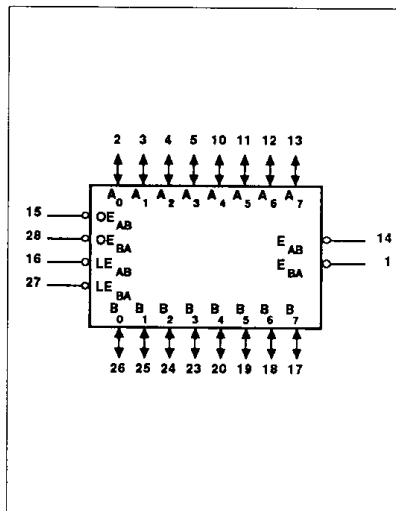 2 3 4 5 10 11 12 13
A0 A1 A2 A3 A4 A5 A6 A7
15 OEAB
28 OEBA
EAB 14
16 LEAB
EBA 1
27 LEBA
B0 B1 B2 B3 B4 B5 B6 B7
26 25 24 23 20 19 18 17